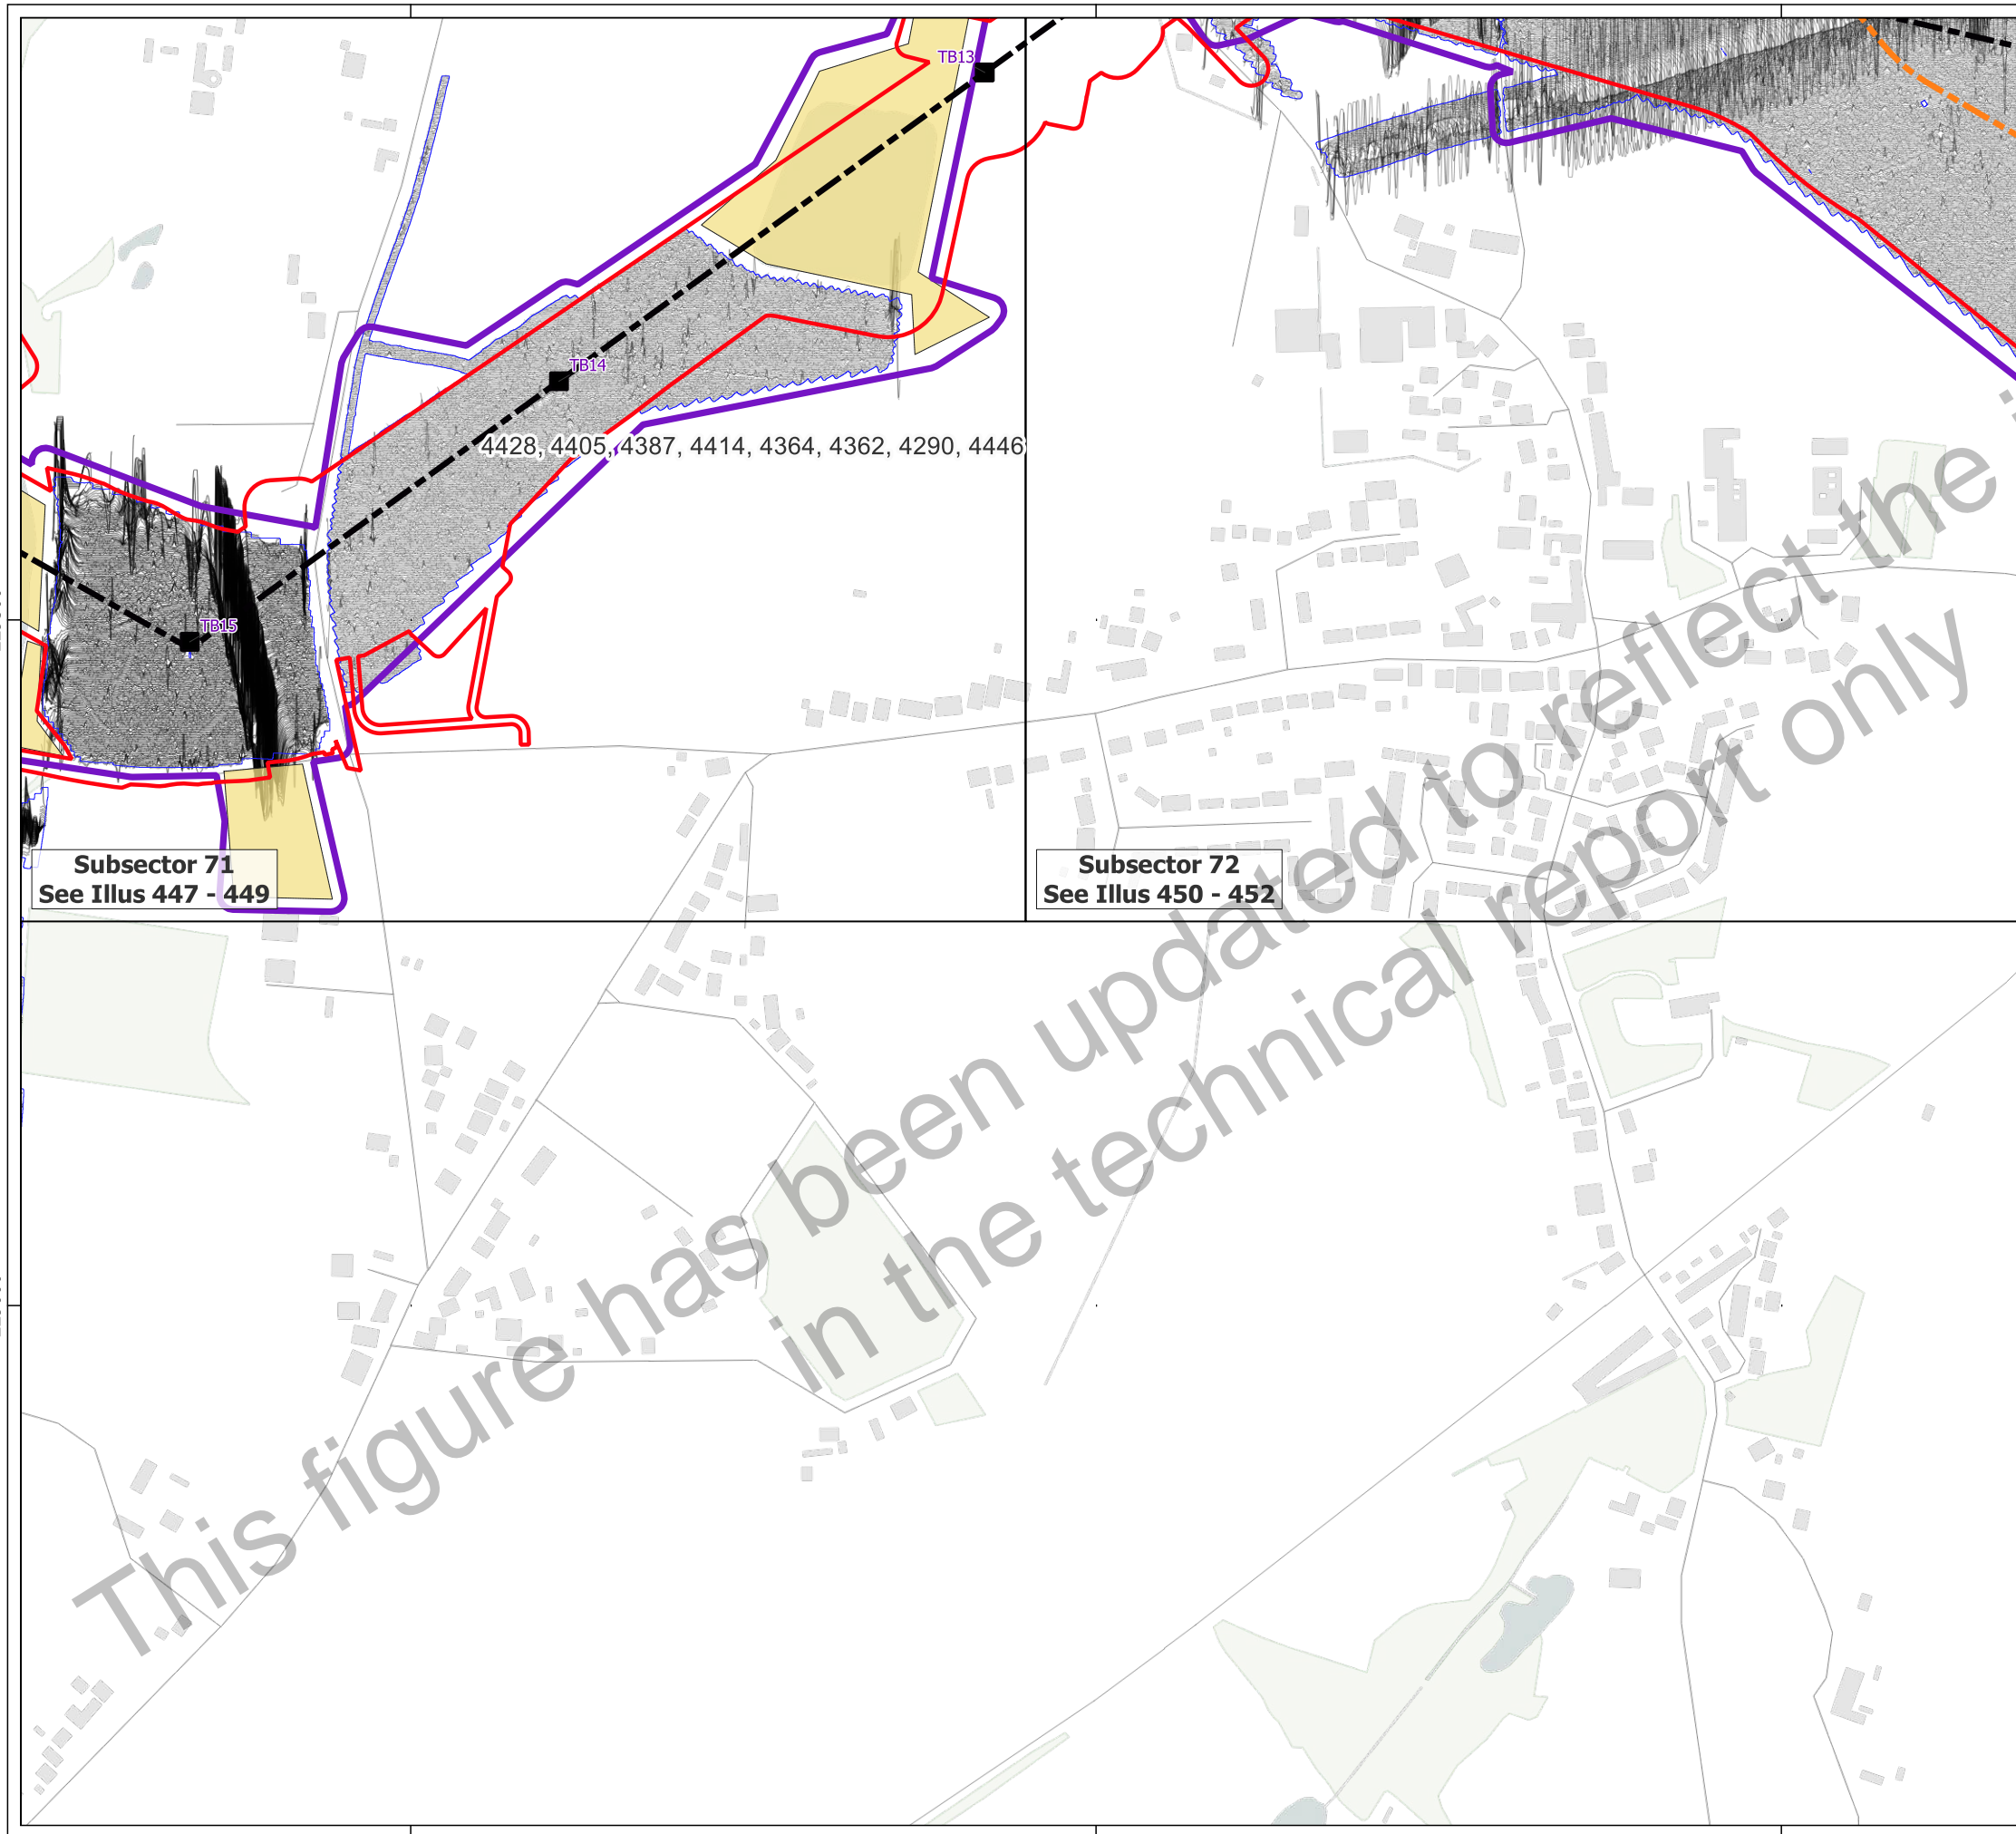 TB13
TB14
4428, 4405, 4387, 4414, 4364, 4362, 4290, 4446
TB15
Subsector 71
See Illus 447 - 449
Subsector 72
See Illus 450 - 452
This figure has been updated to reflect the
in the technical report only